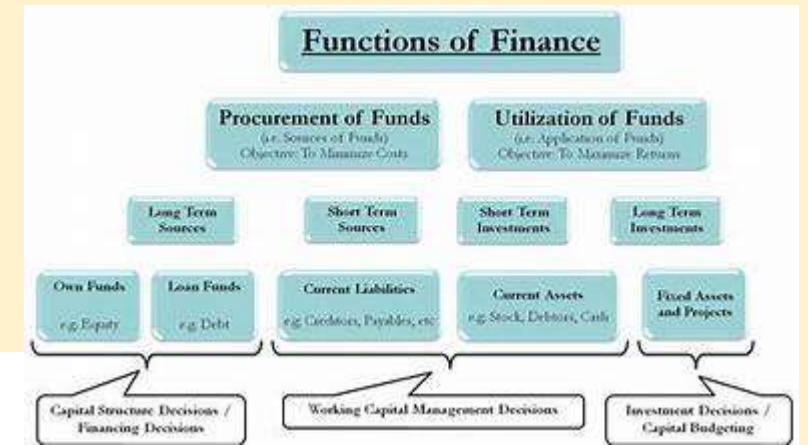 Functions of Finance
Procurement of Funds
(i.e. Sources of Funds)
Objective: To Minimize Costs
Utilization of Funds
(i.e. Application of Funds)
Objective: To Maximize Returns
Long Term
Sources
Short Term
Sources
Short Term
Investments
Long Term
Investments
Own Funds
e.g. Equity
Loan Funds
e.g. Debt
Current Liabilities
e.g. Creditors, Payables, etc
Current Assets
e.g. Stock, Debtors, Cash
Fixed Assets
and Projects
Capital Structure Decisions /
Financing Decisions
Working Capital Management Decisions
Investment Decisions /
Capital Budgeting